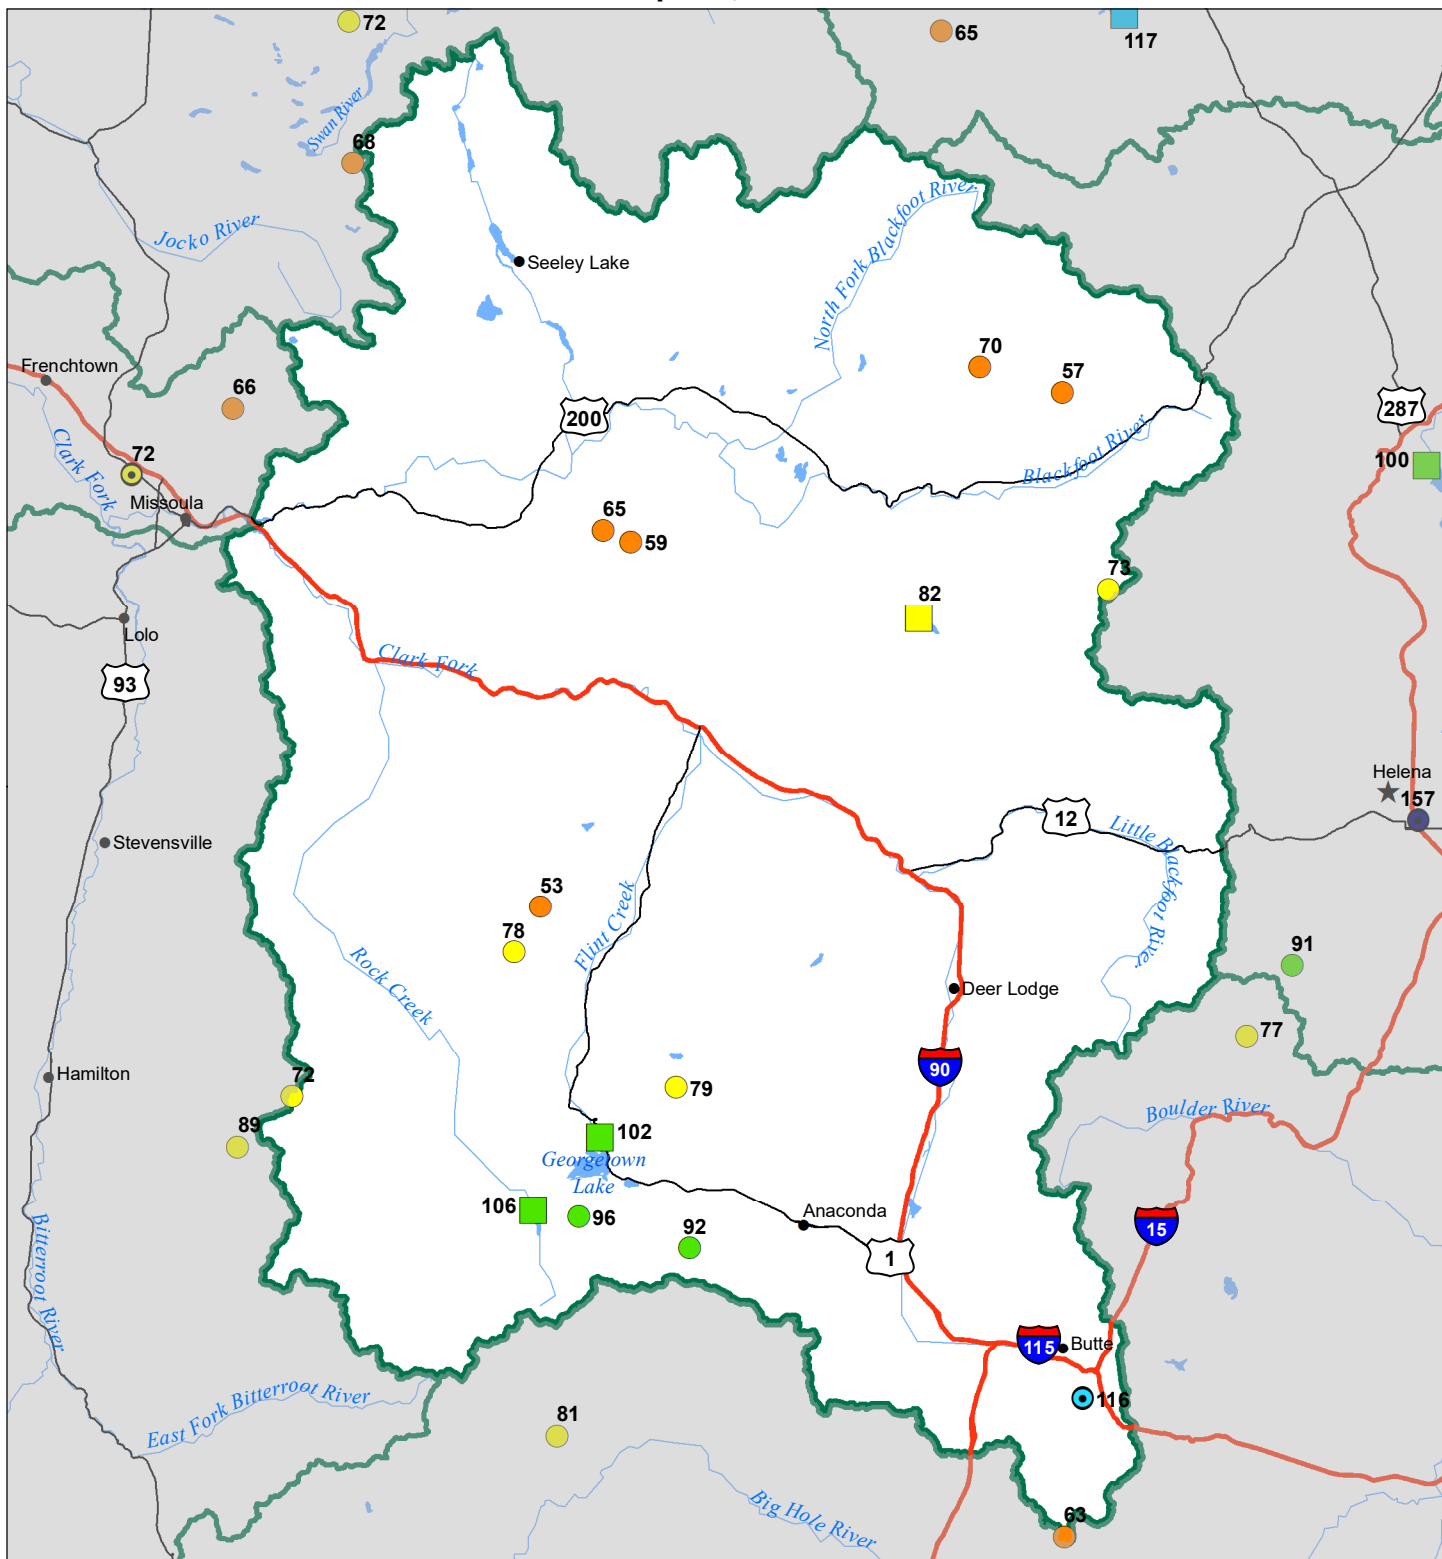 72
65
117
Swan River
68
Jocko River
North Fork Blackfoot River
Seeley Lake
Frenchtown
66
70
57
200
287
Clark Fork
72
Missoula
Blackfoot River
100
65
59
73
82
Lolo
93
Clark Fork
Helena
157
12
Little Blackfoot River
Stevensville
53
78
Flint Creek
Rock Creek
91
Deer Lodge
77
90
Hamilton
72
79
89
102
Georgetown
Lake
Boulder River
106
96
92
Anaconda
1
15
Bitterroot River
115
Butte
116
East Fork Bitterroot River
81
Big Hole River
63